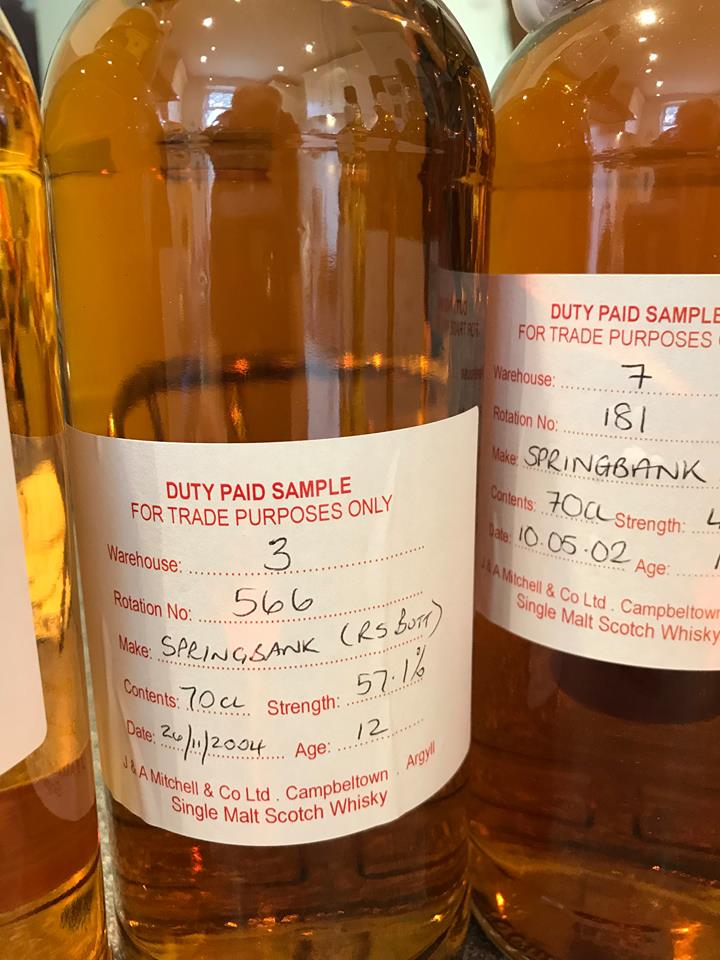 DUTY PAID SAMPLE
FOR TRADE PURPOSES ONLY
Warehouse: 3
Rotation No: 566
Make: SPRINGBANK (RS BUTT)
Contents: 70cl Strength: 57.1%
Date: 26/11/2004 Age: 12
J & A Mitchell & Co Ltd . Campbeltown . Argyll
Single Malt Scotch Whisky
DUTY PAID SAMPLE
FOR TRADE PURPOSES
Warehouse: 7
Rotation No: 181
Make: SPRINGBANK
Contents: 70cl Strength: 4
Date: 10.05.02 Age:
J & A Mitchell & Co Ltd . Campbeltown
Single Malt Scotch Whisky